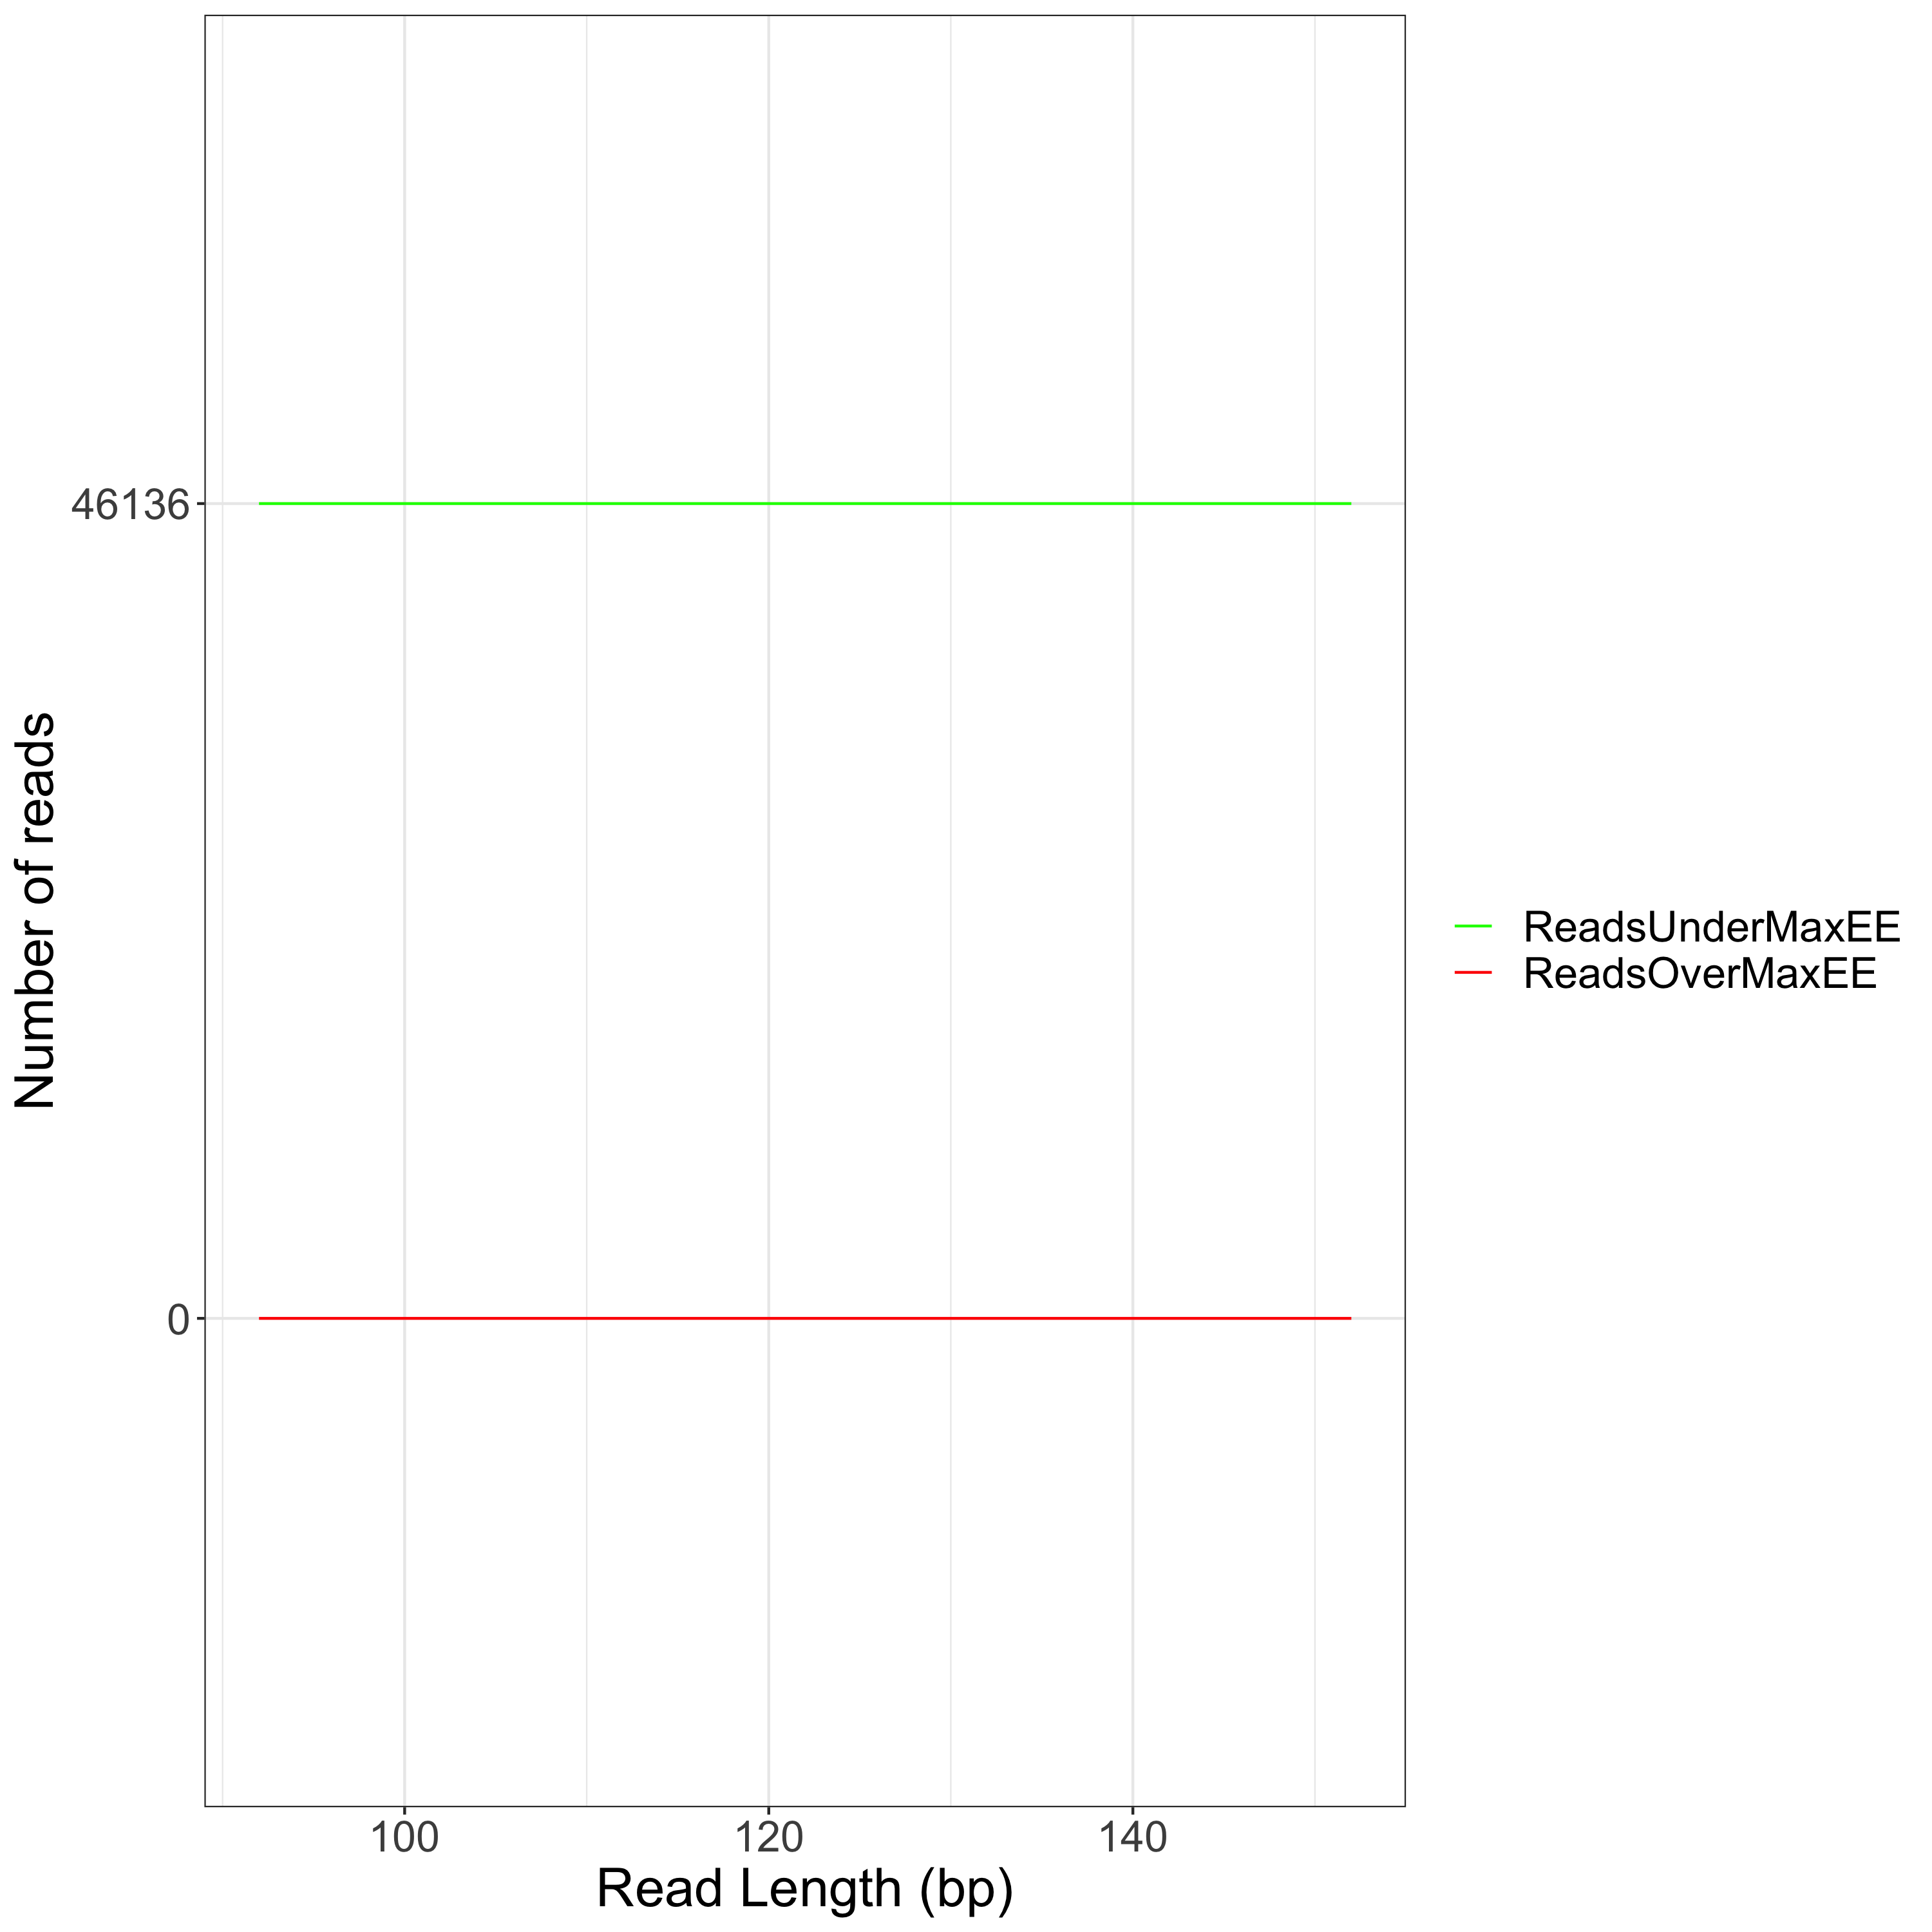 Number of reads
46136
0
100 120 140
Read Length (bp)
ReadsUnderMaxEE
ReadsOverMaxEE